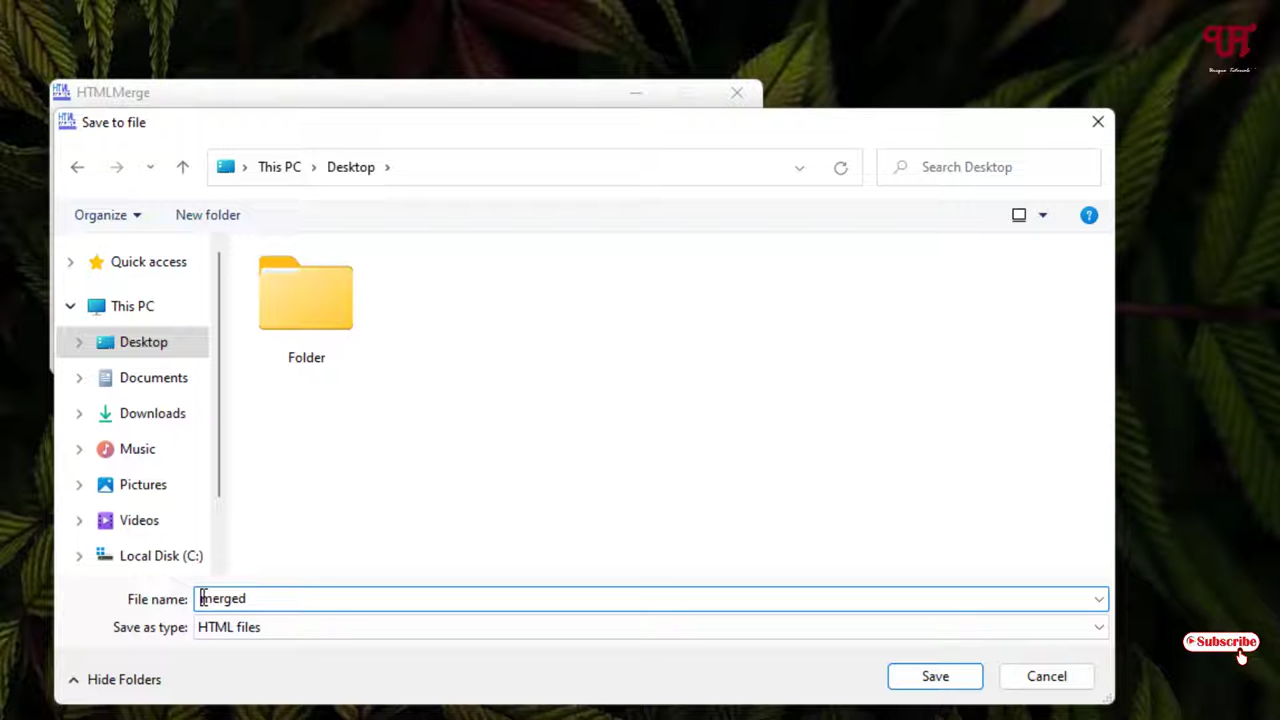 HTMLMerge
Save to file
This PC
Desktop
Search Desktop
Organize
New folder
Quick access
This PC
Desktop
Documents
Downloads
Music
Pictures
Videos
Local Disk (C:)
Folder
File name:
merged
Save as type:
HTML files
Hide Folders
Save
Cancel
Subscribe
Unique Tutorials